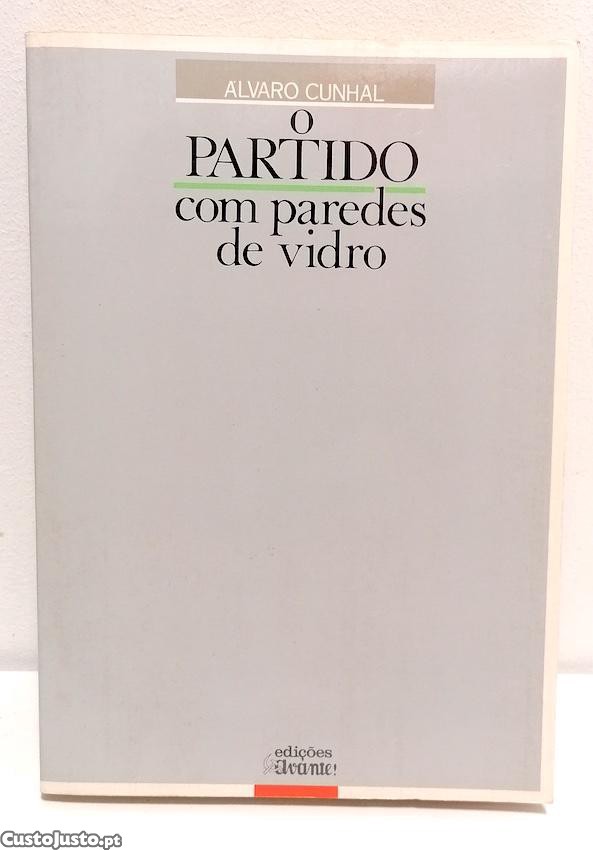 ÁLVARO CUNHAL
O
PARTIDO
com paredes
de vidro
edições
Avante!
CustoJusto.pt